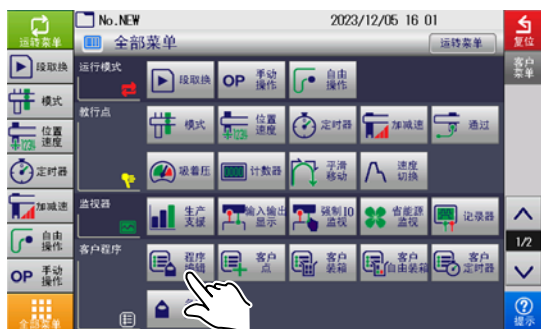 运转菜单
No.NEW 2023/12/05 16 01
复位
全部菜单
运转菜单
客户
菜单
段取换
模式
位置
速度
定时器
加减速
自由
操作
OP 手动
操作
全部菜单
运行模式
段取换
OP 手动
操作
自由
操作
教行点
模式
位置
速度
定时器
加减速
通过
吸着压
计数器
平滑
移动
速度
切换
监视器
生产
支援
输入输出
显示
强制IO
监视
省能源
监视
记录器
客户程序
程序
编辑
客户
点
客户
装箱
客户
自由装箱
客户
定时器
1/2
提示